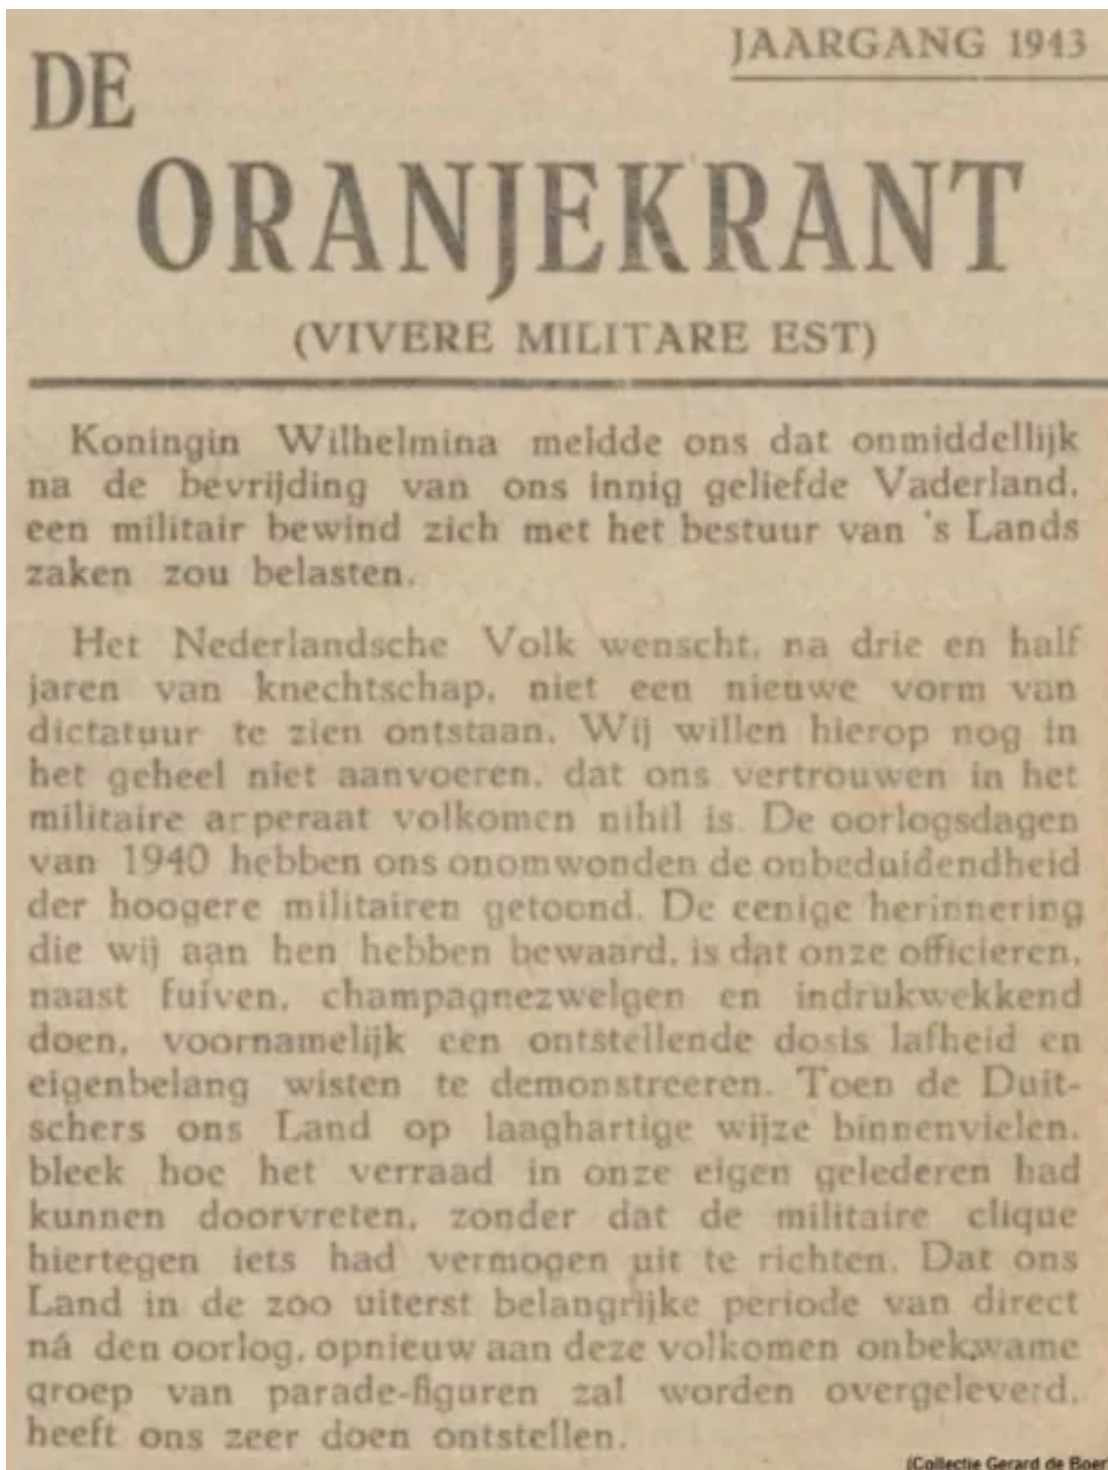 JAARGANG 1943
DE
ORANJEKRANT
(VIVERE MILITARE EST)
Koningin Wilhelmina meldde ons dat onmiddellijk
na de bevrijding van ons innig geliefde Vaderland,
een militair bewind zich met het bestuur van 's Lands
zaken zou belasten.
Het Nederlandsche Volk wenscht, na drie en half
jaren van knechtschap, niet een nieuwe vorm van
dictatuur te zien ontstaan. Wij willen hierop nog in
het geheel niet aanvoeren, dat ons vertrouwen in het
militaire arperaat volkomen nihil is. De oorlogsdagen
van 1940 hebben ons onomwonden de onbeduidendheid
der hoogere militairen getoond. De eenige herinnering
die wij aan hen hebben bewaard, is dat onze officieren,
naast fuiven, champagnezwelgen en indrukwekkend
doen, voornamelijk een ontstellende dosis lafheid en
eigenbelang wisten te demonstreeren. Toen de Duit-
schers ons Land op laaghartige wijze binnenvielen,
bleek hoe het verraad in onze eigen gelederen had
kunnen doorvreten, zonder dat de militaire clique
hiertegen iets had vermogen uit te richten. Dat ons
Land in de zoo uiterst belangrijke periode van direct
ná den oorlog, opnieuw aan deze volkomen onbekwame
groep van parade-figuren zal worden overgeleverd,
heeft ons zeer doen ontstellen.
(Collectie Gerard de Boer)